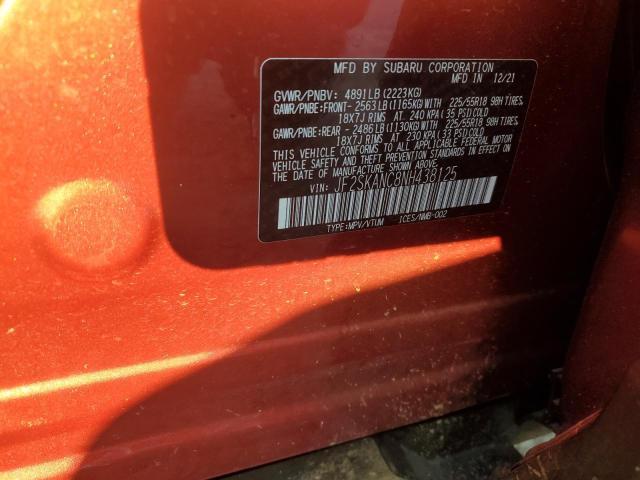 MFD BY SUBARU CORPORATION
MFD IN 12/21
GVWR/PNBV: 4891LB (2223KG)
GAWR/PNBE:FRONT- 2563LB(1165KG)WITH 225/55R18 98H TIRES,
18X7J RIMS AT 240 KPA( 35 PSI)COLD
GAWR/PNBE:REAR - 2486LB(1130KG)WITH 225/55R18 98H TIRES,
18X7J RIMS AT 230 KPA( 33 PSI)COLD
THIS VEHICLE CONFORMS TO ALL APPLICABLE FEDERAL MOTOR
VEHICLE SAFETY AND THEFT PREVENTION STANDARDS IN EFFECT
ON THE DATE OF MANUFACTURE SHOWN ABOVE
VIN: JF2SKANC8NH438125
TYPE:MPV/VTUM ICES/NMB-002